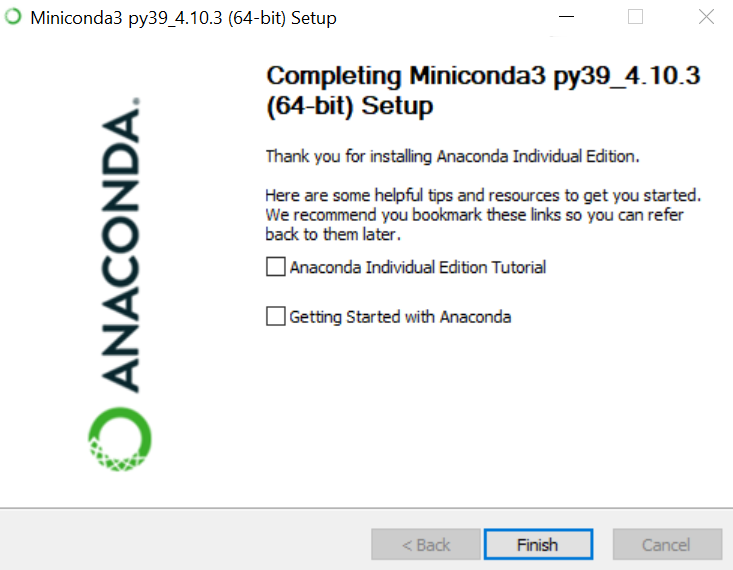 Miniconda3 py39_4.10.3 (64-bit) Setup
ANACONDA.
Completing Miniconda3 py39_4.10.3
(64-bit) Setup
Thank you for installing Anaconda Individual Edition.
Here are some helpful tips and resources to get you started.
We recommend you bookmark these links so you can refer
back to them later.
Anaconda Individual Edition Tutorial
Getting Started with Anaconda
< Back
Finish
Cancel